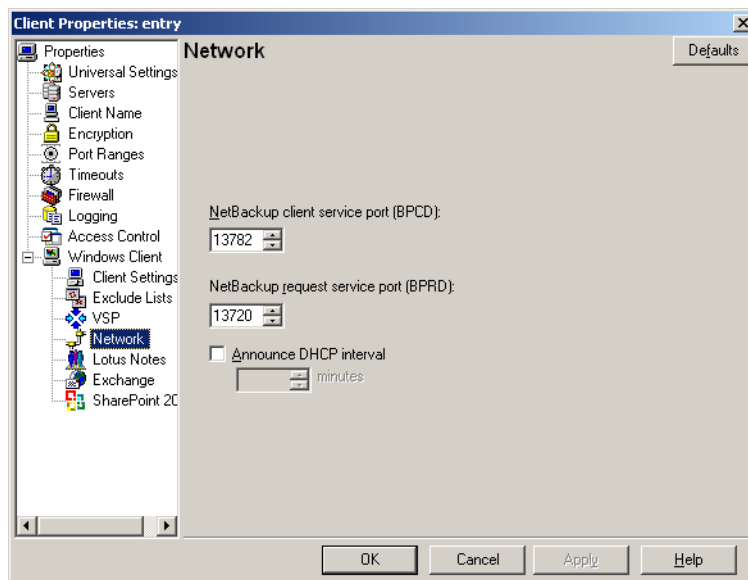 Client Properties: entry
Properties
Universal Settings
Servers
Client Name
Encryption
Port Ranges
Timeouts
Firewall
Logging
Access Control
Windows Client
Client Settings
Exclude Lists
VSP
Network
Lotus Notes
Exchange
SharePoint 20
Network
Defaults
NetBackup client service port (BPCD):
13782
NetBackup request service port (BPRD):
13720
Announce DHCP interval
minutes
OK
Cancel
Apply
Help